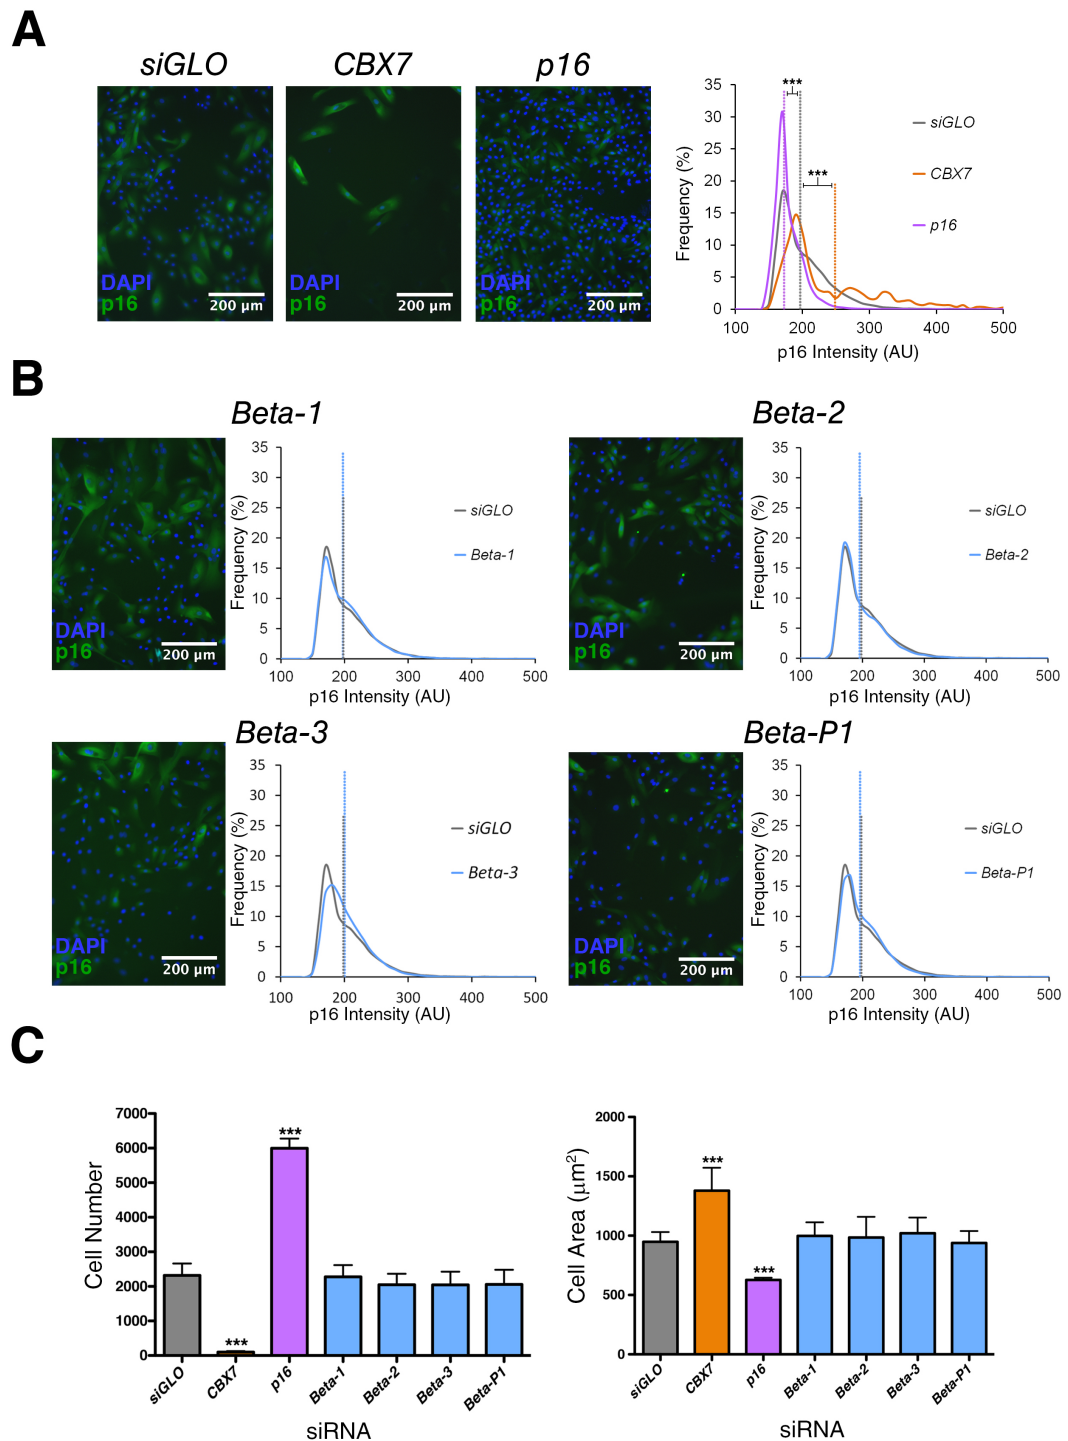 A
siGLO
CBX7
p16
DAPI
p16
200 µm
DAPI
p16
200 µm
DAPI
p16
200 µm
Frequency (%)
35
30
25
20
15
10
5
0
***
***
siGLO
CBX7
p16
100 200 300 400 500
p16 Intensity (AU)
B
Beta-1
DAPI
p16
200 µm
Frequency (%)
35
30
25
20
15
10
5
0
siGLO
Beta-1
100 200 300 400 500
p16 Intensity (AU)
Beta-2
DAPI
p16
200 µm
Frequency (%)
35
30
25
20
15
10
5
0
siGLO
Beta-2
100 200 300 400 500
p16 Intensity (AU)
Beta-3
DAPI
p16
200 µm
Frequency (%)
35
30
25
20
15
10
5
0
siGLO
Beta-3
100 200 300 400 500
p16 Intensity (AU)
Beta-P1
DAPI
p16
200 µm
Frequency (%)
35
30
25
20
15
10
5
0
siGLO
Beta-P1
100 200 300 400 500
p16 Intensity (AU)
C
Cell Number
7000
6000
5000
4000
3000
2000
1000
0
***
***
siGLO CBX7 p16 Beta-1 Beta-2 Beta-3 Beta-P1
siRNA
Cell Area (µm²)
2000
1500
1000
500
0
***
***
siGLO CBX7 p16 Beta-1 Beta-2 Beta-3 Beta-P1
siRNA